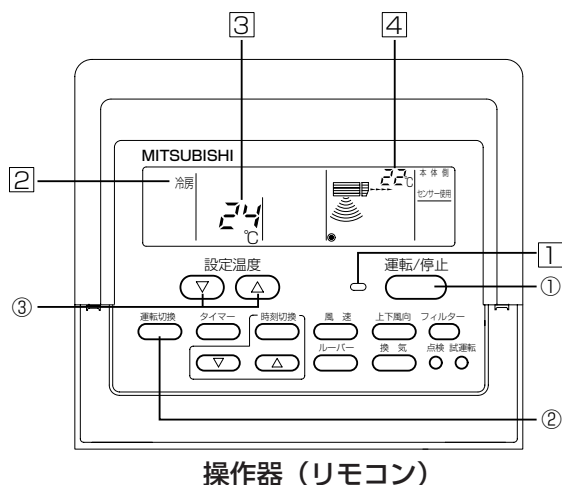 3 4
MITSUBISHI
2 冷房 24℃ 22℃ 本体側
センサー使用
設定温度 運転/停止 1
③ ▽ △ ①
運転切換 タイマー 時刻切換 風 速 上下風向 フィルター
▽ △ ルーバー 換 気 点検 試運転
②
操作器（リモコン）